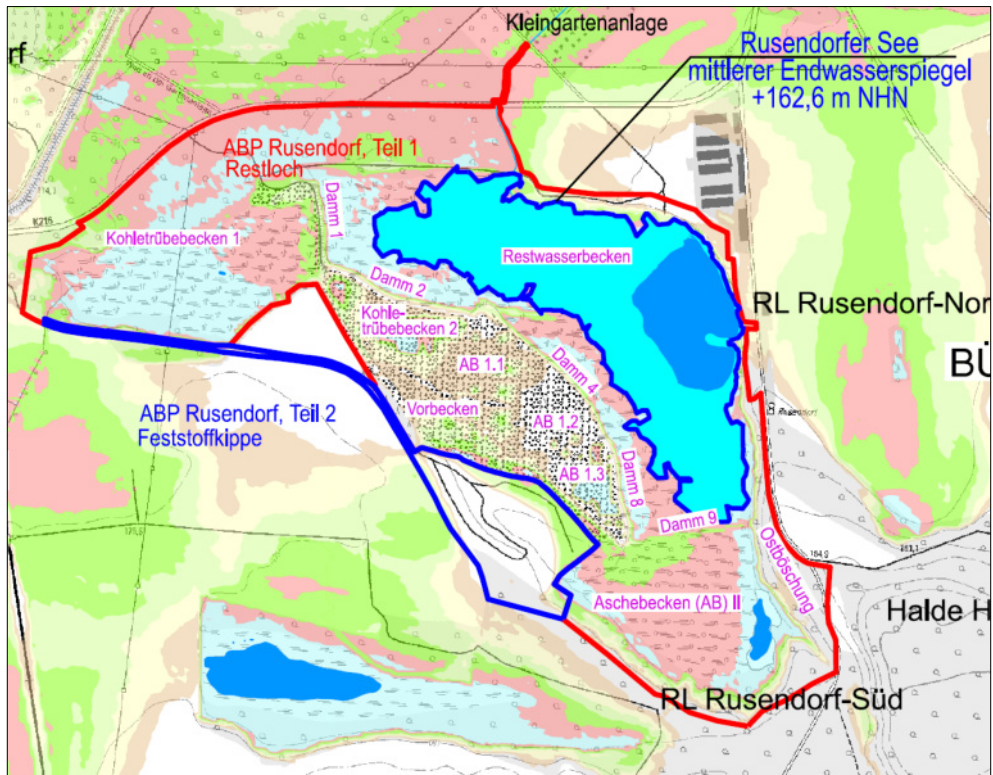 Kleingartenanlage
rf
Rusendorfer See
mittlerer Endwasserspiegel
+162,6 m NHN
ABP Rusendorf, Teil 1
Restloch
K216
Damm 1
Kohletrübebecken 1
Restwasserbecken
Damm 2
RL Rusendorf-Nor
Kohle-
trübebecken 2
BÜ
AB 1.1
Damm 4
ABP Rusendorf, Teil 2
Feststoffkippe
Vorbecken
AB 1.2
AB 1.3
Damm 8
Damm 9
Ostböschung
164,9
Aschebecken (AB) II
Halde H
RL Rusendorf-Süd